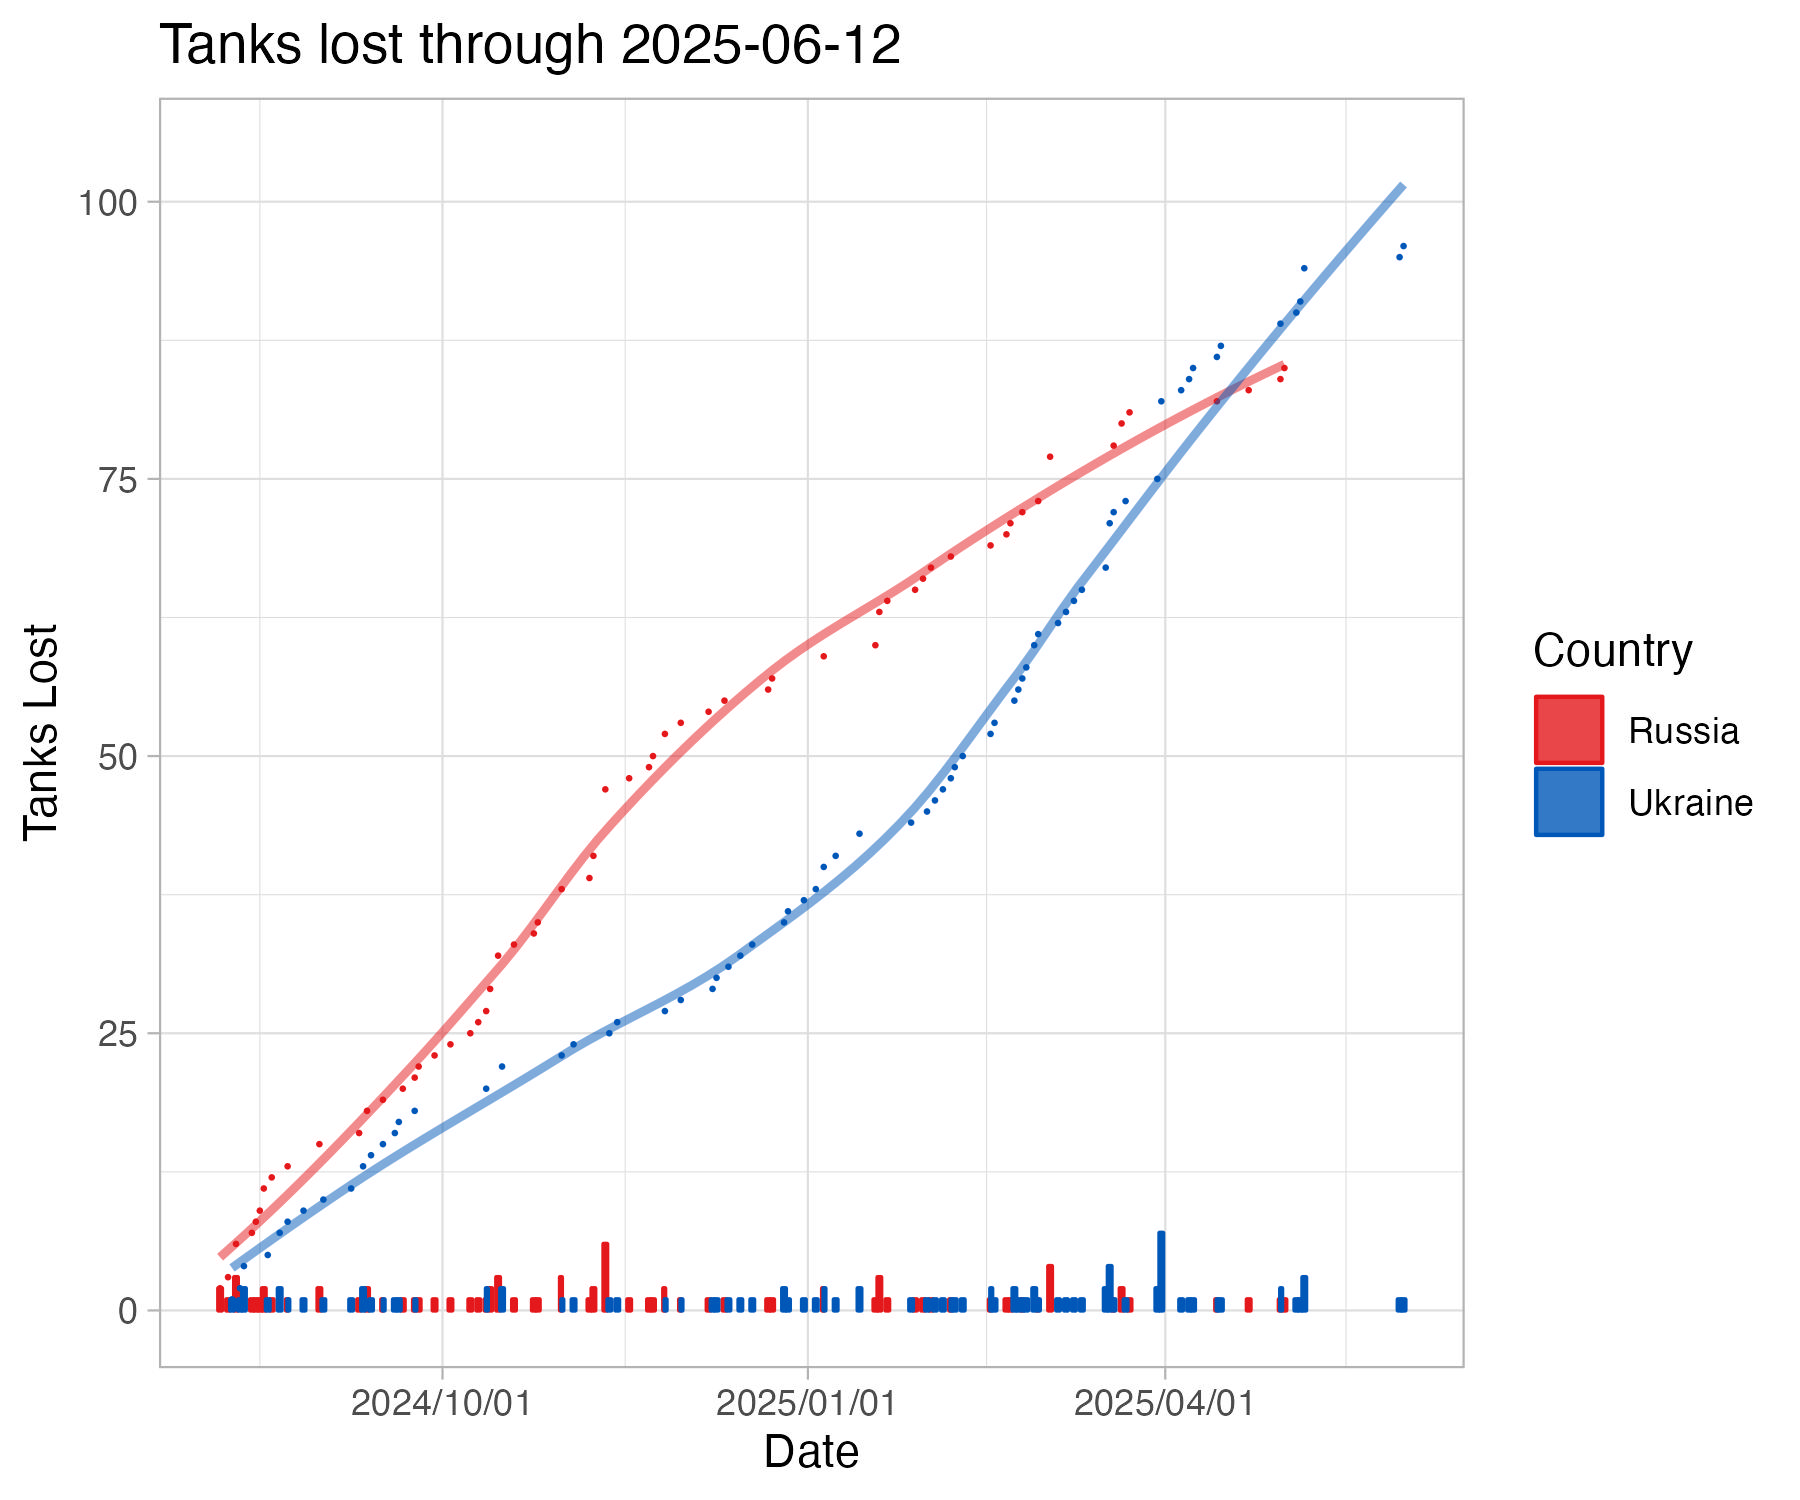 Tanks lost through 2025-06-12
100
75
50
25
0
Tanks Lost
2024/10/01
2025/01/01
2025/04/01
Date
Country
Russia
Ukraine